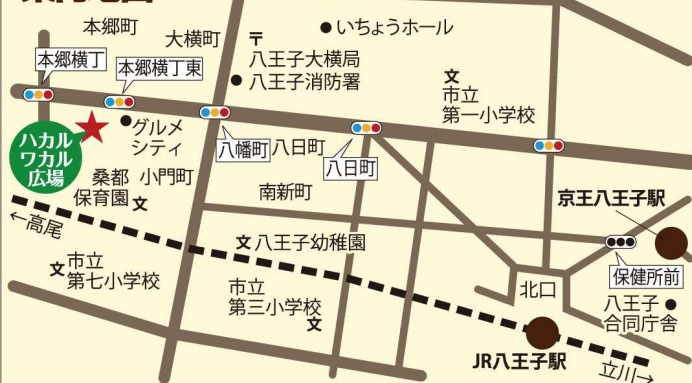 本郷町
いちょうホール
大横町
〒
八王子大横局
八王子消防署
本郷横丁
本郷横丁東
文
市立
第一小学校
グルメ
シティ
八幡町
八日町
八日町
ハカル
ワカル
広場
桑都
保育園
文
小門町
南新町
京王八王子駅
←高尾
文八王子幼稚園
保健所前
文市立
第七小学校
市立
第三小学校
文
北口
八王子
合同庁舎
JR八王子駅
立川→